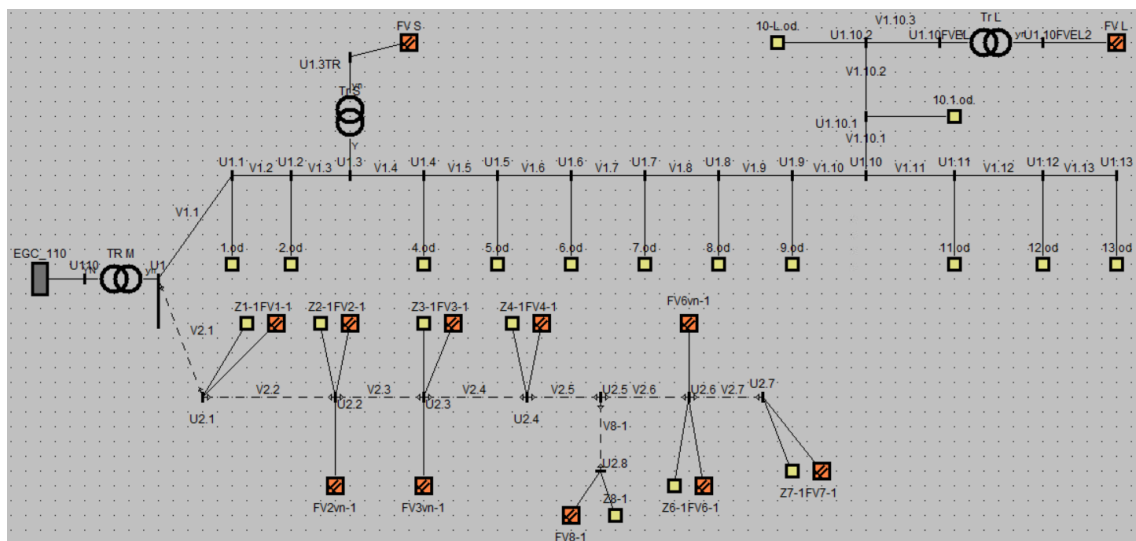 FV S
10-L.od.
V1.10.3
Tr L
FV L
U1.10.2
U1.10FVEL
yn
U1.10FVEL2
U1.3TR
V1.10.2
Tr S
10.1.od.
U1.10.1
Y
V1.10.1
U1.1
V1.2
U1.2
V1.3
U1.3
V1.4
U1.4
V1.5
U1.5
V1.6
U1.6
V1.7
U1.7
V1.8
U1.8
V1.9
U1.9
V1.10
U1.10
V1.11
U1:11
V1.12
U1:12
V1.13
U1:13
V1.1
EGC_110
U110
YN
TR M
yn
U1
1.od
2.od
4.od
5.od
6.od
7.od
8.od
9.od
11.od
12.od
13.od
Z1-1FV1-1
Z2-1FV2-1
Z3-1FV3-1
Z4-1FV4-1
FV6vn-1
V2.1
V2.2
V2.3
V2.4
V2.5
U2.5
V2.6
U2.6
V2.7
U2.7
U2.1
U2.2
U2.3
U2.4
V8-1
U2.8
Z8-1
FV2vn-1
FV3vn-1
FV8-1
Z6-1FV6-1
Z7-1FV7-1